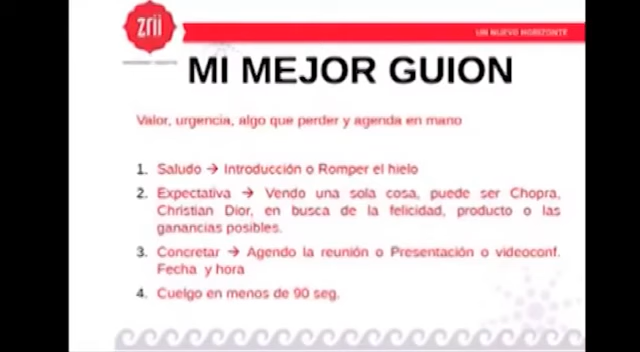 zrii
UN NUEVO HORIZONTE
MI MEJOR GUION
Valor, urgencia, algo que perder y agenda en mano
1. Saludo → Introducción o Romper el hielo
2. Expectativa → Vendo una sola cosa, puede ser Chopra,
Christian Dior, en busca de la felicidad, producto o las
ganancias posibles.
3. Concretar → Agendo la reunión o Presentación o videoconf.
Fecha y hora
4. Cuelgo en menos de 90 seg.